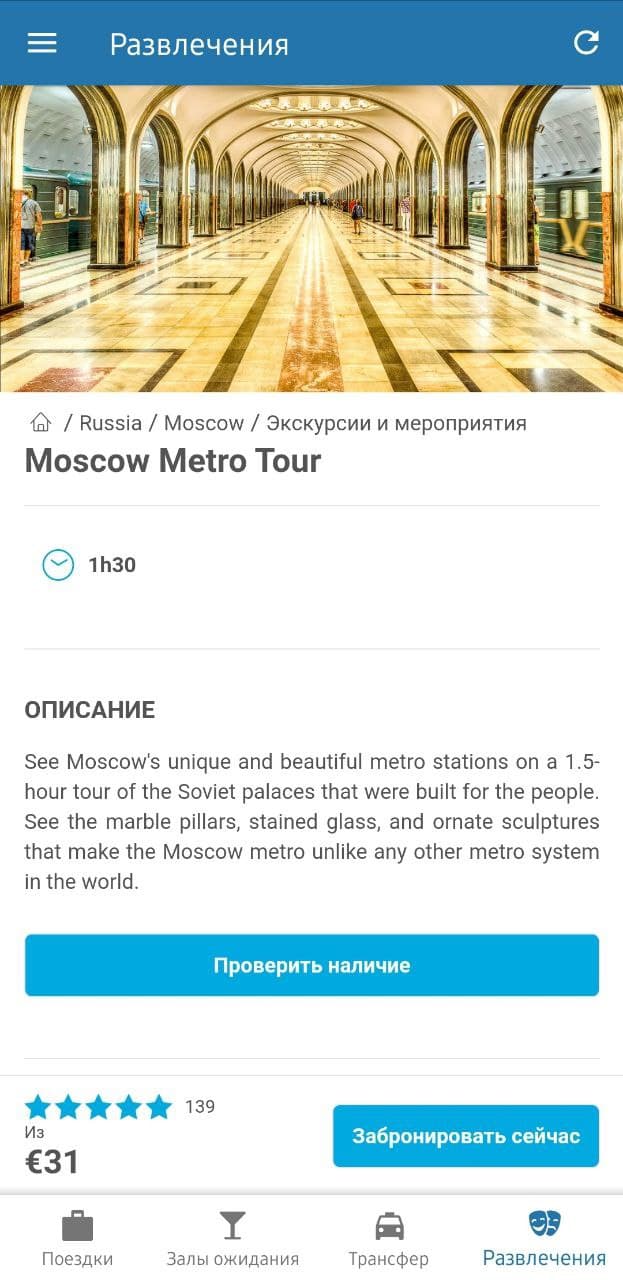 Развлечения
/ Russia / Moscow / Экскурсии и мероприятия
Moscow Metro Tour
1h30
ОПИСАНИЕ
See Moscow's unique and beautiful metro stations on a 1.5-
hour tour of the Soviet palaces that were built for the people.
See the marble pillars, stained glass, and ornate sculptures
that make the Moscow metro unlike any other metro system
in the world.
Проверить наличие
139
Из
€31
Забронировать сейчас
Поездки
Залы ожидания
Трансфер
Развлечения